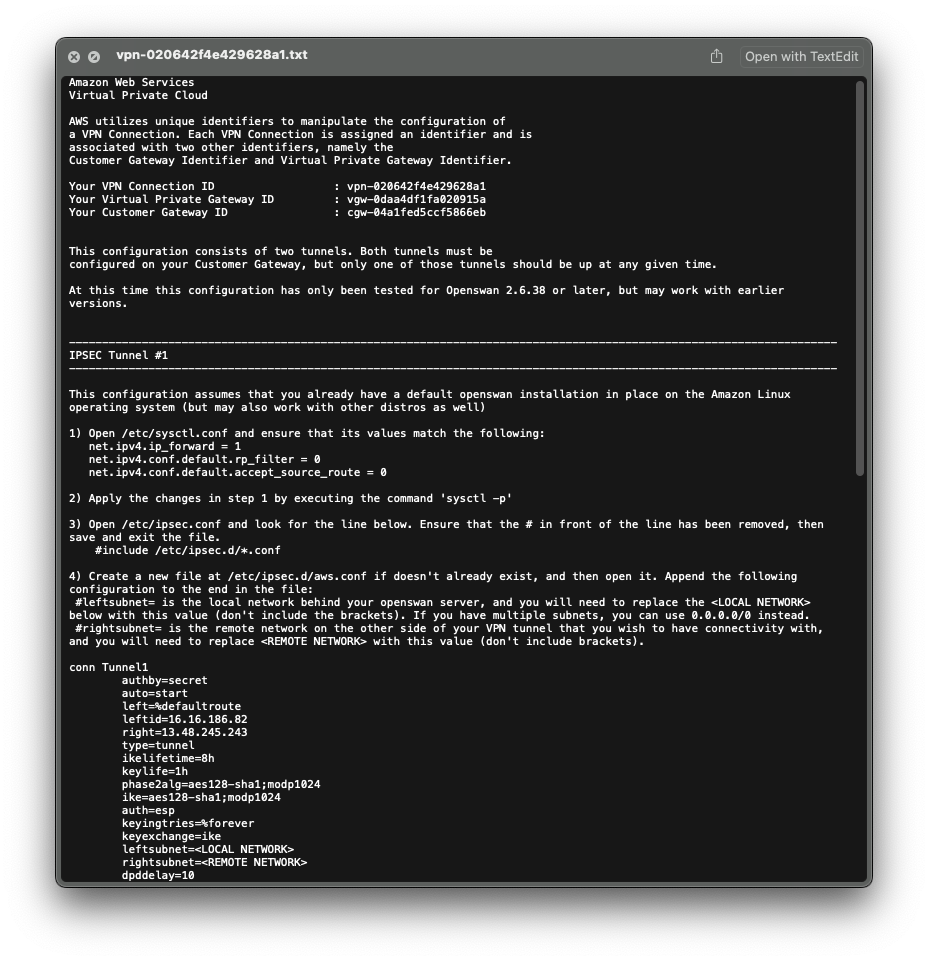 vpn-020642f4e429628a1.txt
Open with TextEdit
Amazon Web Services
Virtual Private Cloud
AWS utilizes unique identifiers to manipulate the configuration of
a VPN Connection. Each VPN Connection is assigned an identifier and is
associated with two other identifiers, namely the
Customer Gateway Identifier and Virtual Private Gateway Identifier.
Your VPN Connection ID : vpn-020642f4e429628a1
Your Virtual Private Gateway ID : vgw-0daa4df1fa020915a
Your Customer Gateway ID : cgw-04a1fed5ccf5866eb
This configuration consists of two tunnels. Both tunnels must be
configured on your Customer Gateway, but only one of those tunnels should be up at any given time.
At this time this configuration has only been tested for Openswan 2.6.38 or later, but may work with earlier
versions.
--------------------------------------------------------------------------------------------------------------------
IPSEC Tunnel #1
--------------------------------------------------------------------------------------------------------------------
This configuration assumes that you already have a default openswan installation in place on the Amazon Linux
operating system (but may also work with other distros as well)
1) Open /etc/sysctl.conf and ensure that its values match the following:
net.ipv4.ip_forward = 1
net.ipv4.conf.default.rp_filter = 0
net.ipv4.conf.default.accept_source_route = 0
2) Apply the changes in step 1 by executing the command 'sysctl -p'
3) Open /etc/ipsec.conf and look for the line below. Ensure that the # in front of the line has been removed, then
save and exit the file.
#include /etc/ipsec.d/*.conf
4) Create a new file at /etc/ipsec.d/aws.conf if doesn't already exist, and then open it. Append the following
configuration to the end in the file:
#leftsubnet= is the local network behind your openswan server, and you will need to replace the <LOCAL NETWORK>
below with this value (don't include the brackets). If you have multiple subnets, you can use 0.0.0.0/0 instead.
#rightsubnet= is the remote network on the other side of your VPN tunnel that you wish to have connectivity with,
and you will need to replace <REMOTE NETWORK> with this value (don't include brackets).
conn Tunnel1
authby=secret
auto=start
left=%defaultroute
leftid=16.16.186.82
right=13.48.245.243
type=tunnel
ikelifetime=8h
keylife=1h
phase2alg=aes128-sha1;modp1024
ike=aes128-sha1;modp1024
auth=esp
keyingtries=%forever
keyexchange=ike
leftsubnet=<LOCAL NETWORK>
rightsubnet=<REMOTE NETWORK>
dpddelay=10